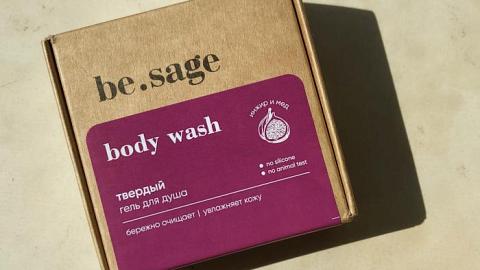 be.sage
body wash
инжир и мед
• no silicone
• no animal test
твердый
гель для душа
бережно очищает | увлажняет кожу